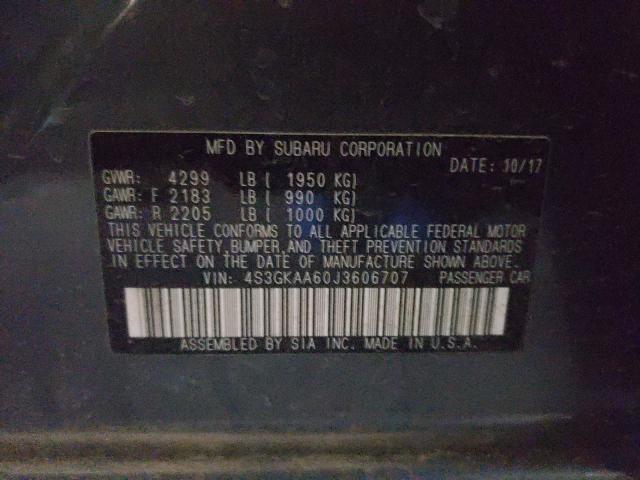 MFD BY SUBARU CORPORATION
DATE: 10/17
GVWR: 4299 LB ( 1950 KG)
GAWR: F 2183 LB ( 990 KG)
GAWR: R 2205 LB ( 1000 KG)
THIS VEHICLE CONFORMS TO ALL APPLICABLE FEDERAL MOTOR
VEHICLE SAFETY,BUMPER,AND THEFT PREVENTION STANDARDS
IN EFFECT ON THE DATE OF MANUFACTURE SHOWN ABOVE.
VIN: 4S3GKAA60J3606707 PASSENGER CAR
ASSEMBLED BY SIA INC. MADE IN U.S.A.